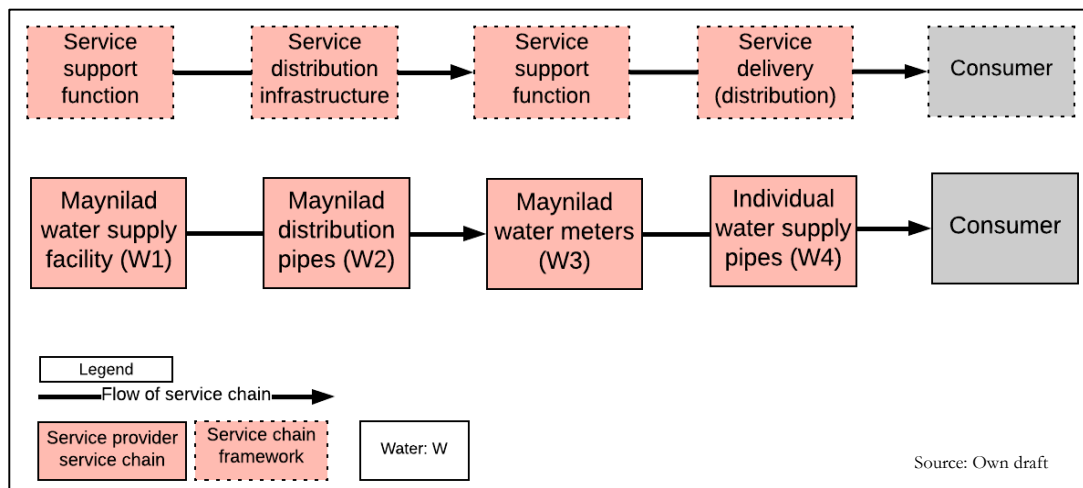 Service
support
function
Service
distribution
infrastructure
Service
support
function
Service
delivery
(distribution)
Consumer
Maynilad
water supply
facility (W1)
Maynilad
distribution
pipes (W2)
Maynilad
water meters
(W3)
Individual
water supply
pipes (W4)
Consumer
Legend
Flow of service chain
Service provider
service chain
Service chain
framework
Water: W
Source: Own draft